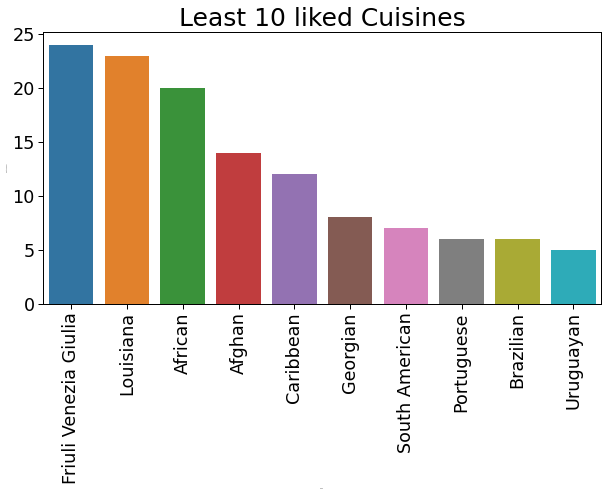 Least 10 liked Cuisines
25
20
15
10
5
0
Friuli Venezia Giulia
Louisiana
African
Afghan
Caribbean
Georgian
South American
Portuguese
Brazilian
Uruguayan